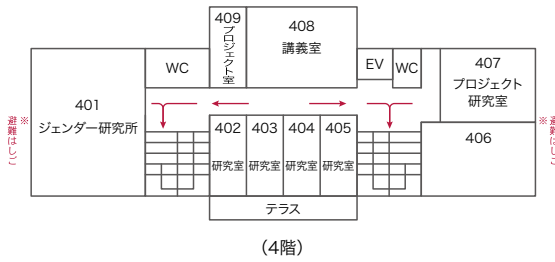 409
プロジェクト室
408
講義室
WC
EV
WC
407
プロジェクト
研究室
401
ジェンダー研究所
402
研究室
403
研究室
404
研究室
405
研究室
406
※
避難はしご
※
避難はしご
テラス
（4階）